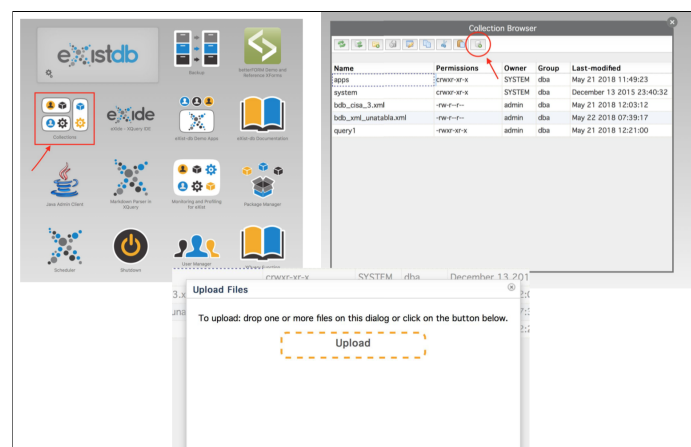 existdb
Backup
betterFORM Demo and
Reference XForms
Collections
eXide
eXide - XQuery IDE
eXist-db Demo Apps
eXist-db Documentation
Java Admin Client
Markdown Parser in
XQuery
Monitoring and Profiling
for eXist
Package Manager
Scheduler
Shutdown
User Manager
Collection Browser
Name Permissions Owner Group Last-modified
apps crwxr-xr-x SYSTEM dba May 21 2018 11:49:23
system crwxr-xr-x SYSTEM dba December 13 2015 23:40:32
bdb_cisa_3.xml -rw-r--r-- admin dba May 21 2018 12:03:12
bdb_xml_unatabla.xml -rw-r--r-- admin dba May 22 2018 07:39:17
query1 -rwxr-xr-x admin dba May 21 2018 12:21:00
crwxr-xr-x SYSTEM dba December 13 201
3.x
una
Upload Files
To upload: drop one or more files on this dialog or click on the button below.
Upload